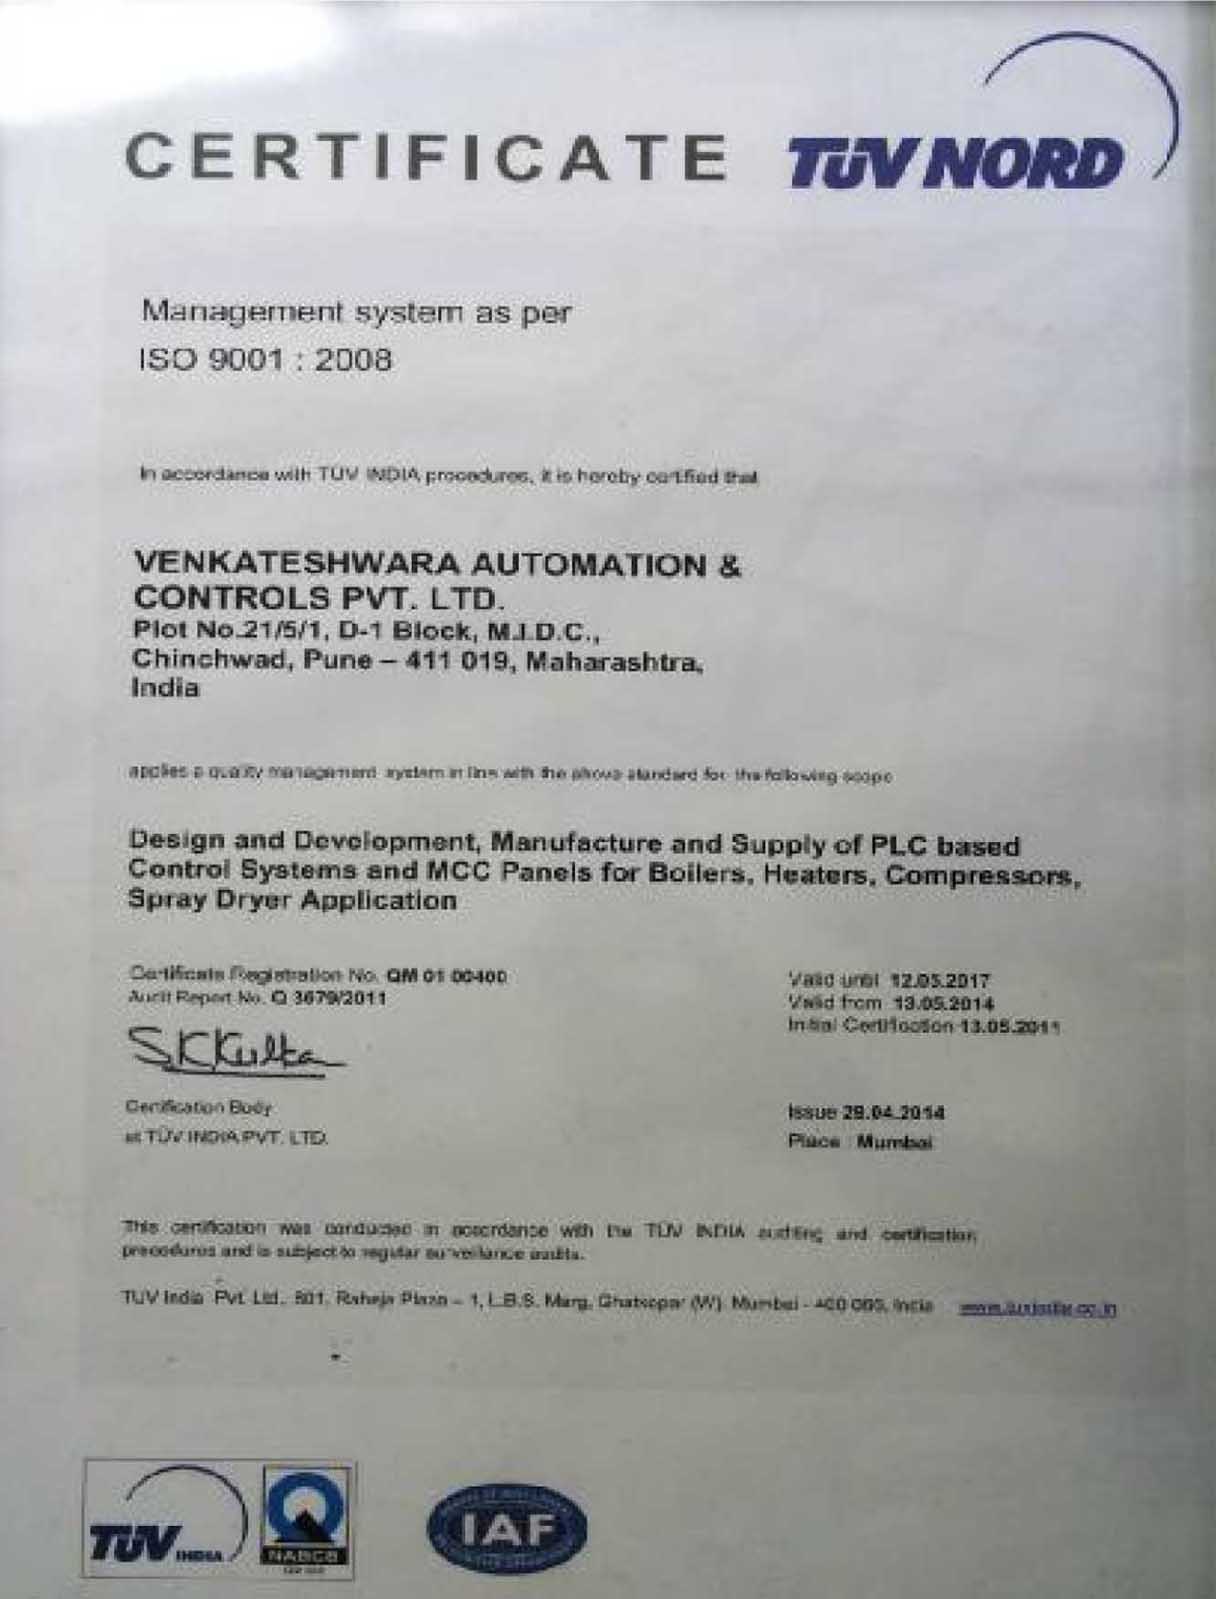 CERTIFICATE TÜV NORD
Management system as per
ISO 9001 : 2008
In accordance with TÜV INDIA procedures, it is hereby certified that
VENKATESHWARA AUTOMATION &
CONTROLS PVT. LTD.
Plot No.21/5/1, D-1 Block, M.I.D.C.,
Chinchwad, Pune – 411 019, Maharashtra,
India
applies a quality management system in line with the above standard for the following scope
Design and Development, Manufacture and Supply of PLC based
Control Systems and MCC Panels for Boilers, Heaters, Compressors,
Spray Dryer Application
Certificate Registration No. QM 01 00400
Audit Report No. Q 3679/2011
Valid until 12.05.2017
Valid from 13.05.2014
Initial Certification 13.05.2011
SKKulka
Certification Body
at TÜV INDIA PVT. LTD.
Issue 29.04.2014
Place : Mumbai
This certification was conducted in accordance with the TÜV INDIA auditing and certification
procedures and is subject to regular surveillance audits.
TUV India Pvt. Ltd., 801, Raheja Plaza – 1, L.B.S. Marg, Ghatkopar (W), Mumbai - 400 086, India www.tuvindia.co.in
TÜV INDIA
NABCB
IAF